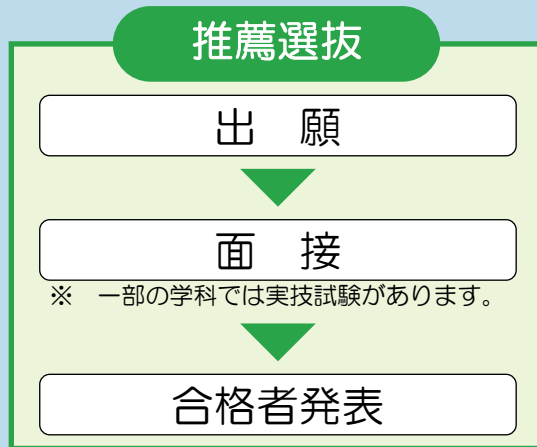 推薦選抜
出　願
面　接
※　一部の学科では実技試験があります。
合格者発表